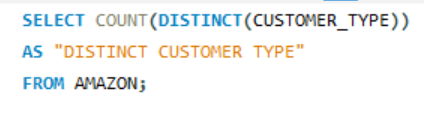 SELECT COUNT(DISTINCT(CUSTOMER_TYPE))
AS "DISTINCT CUSTOMER TYPE"
FROM AMAZON;